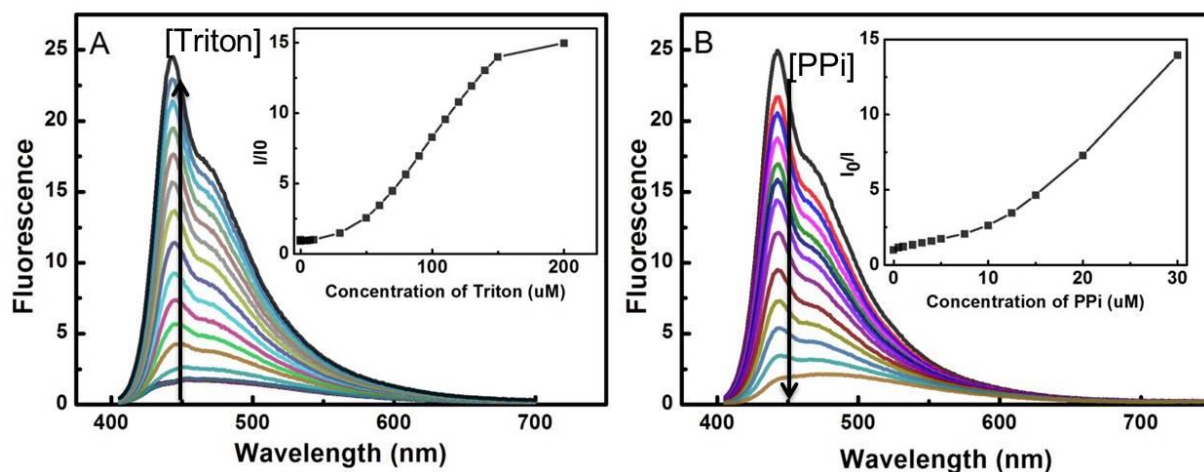 A
[Triton]
Fluorescence
25
20
15
10
5
0
400
500
600
700
Wavelength (nm)
I/I0
15
10
5
0
0
100
200
Concentration of Triton (uM)
B
[PPi]
Fluorescence
25
20
15
10
5
0
400
500
600
700
Wavelength (nm)
I0/I
15
10
5
0
0
10
20
30
Concentration of PPi (uM)